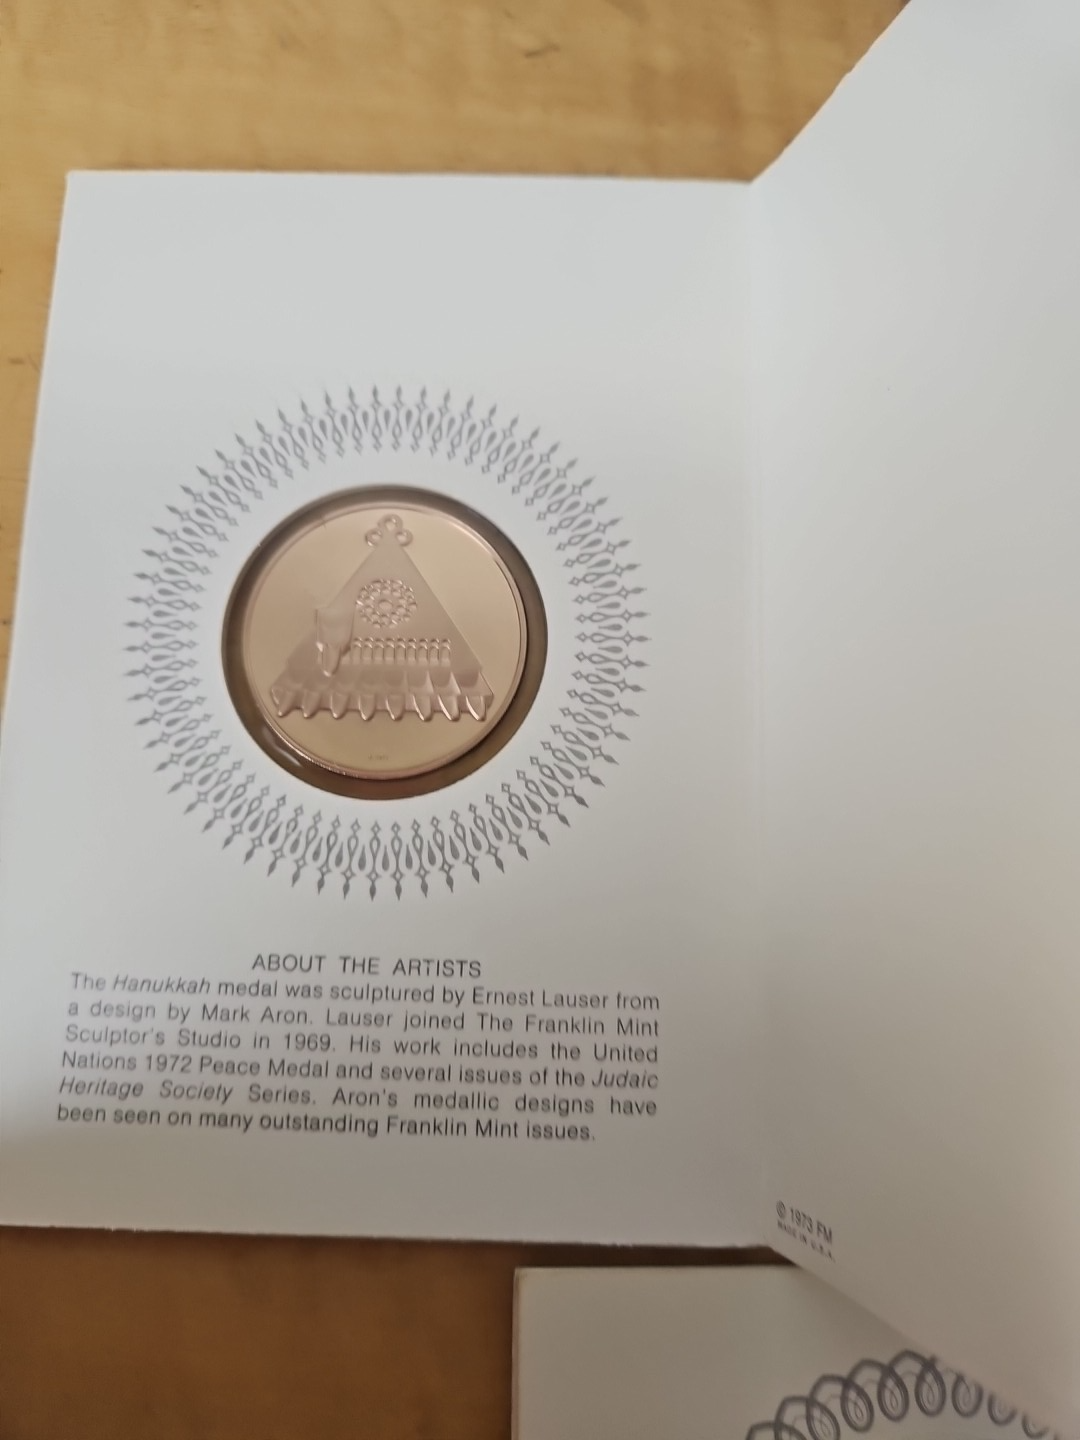 ABOUT THE ARTISTS
The Hanukkah medal was sculptured by Ernest Lauser from
a design by Mark Aron. Lauser joined The Franklin Mint
Sculptor's Studio in 1969. His work includes the United
Nations 1972 Peace Medal and several issues of the Judaic
Heritage Society Series. Aron's medallic designs have
been seen on many outstanding Franklin Mint issues.
© 1973 FM
MADE IN U.S.A.